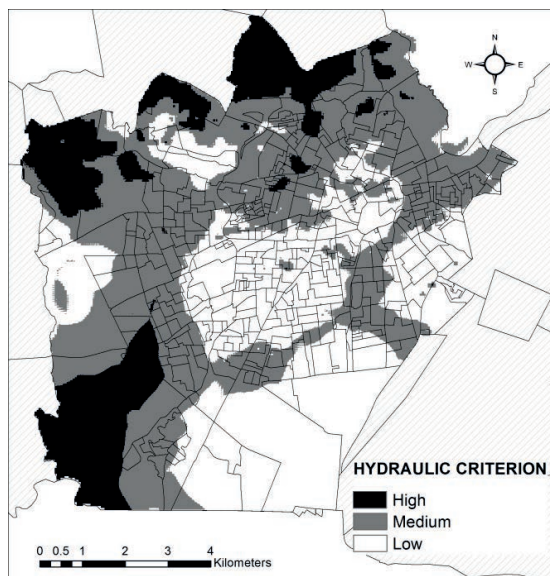 N
W E
S
HYDRAULIC CRITERION
High
Medium
Low
0 0.5 1 2 3 4
Kilometers